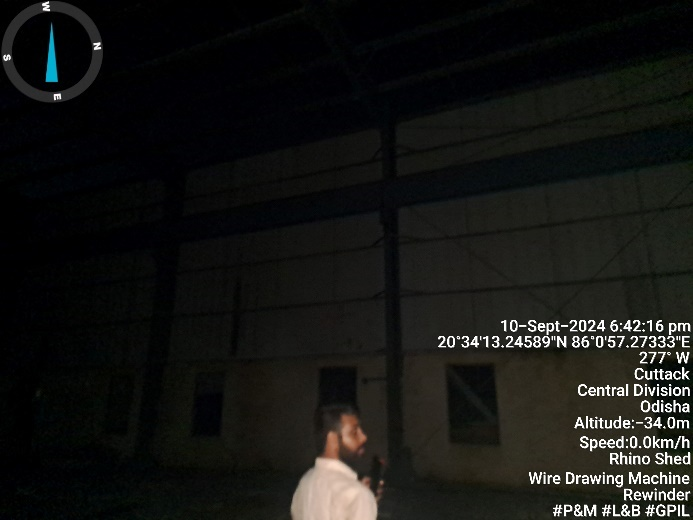 W
N
S
E
10-Sept-2024 6:42:16 pm
20°34'13.24589"N 86°0'57.27333"E
277° W
Cuttack
Central Division
Odisha
Altitude:-34.0m
Speed:0.0km/h
Rhino Shed
Wire Drawing Machine
Rewinder
#P&M #L&B #GPIL